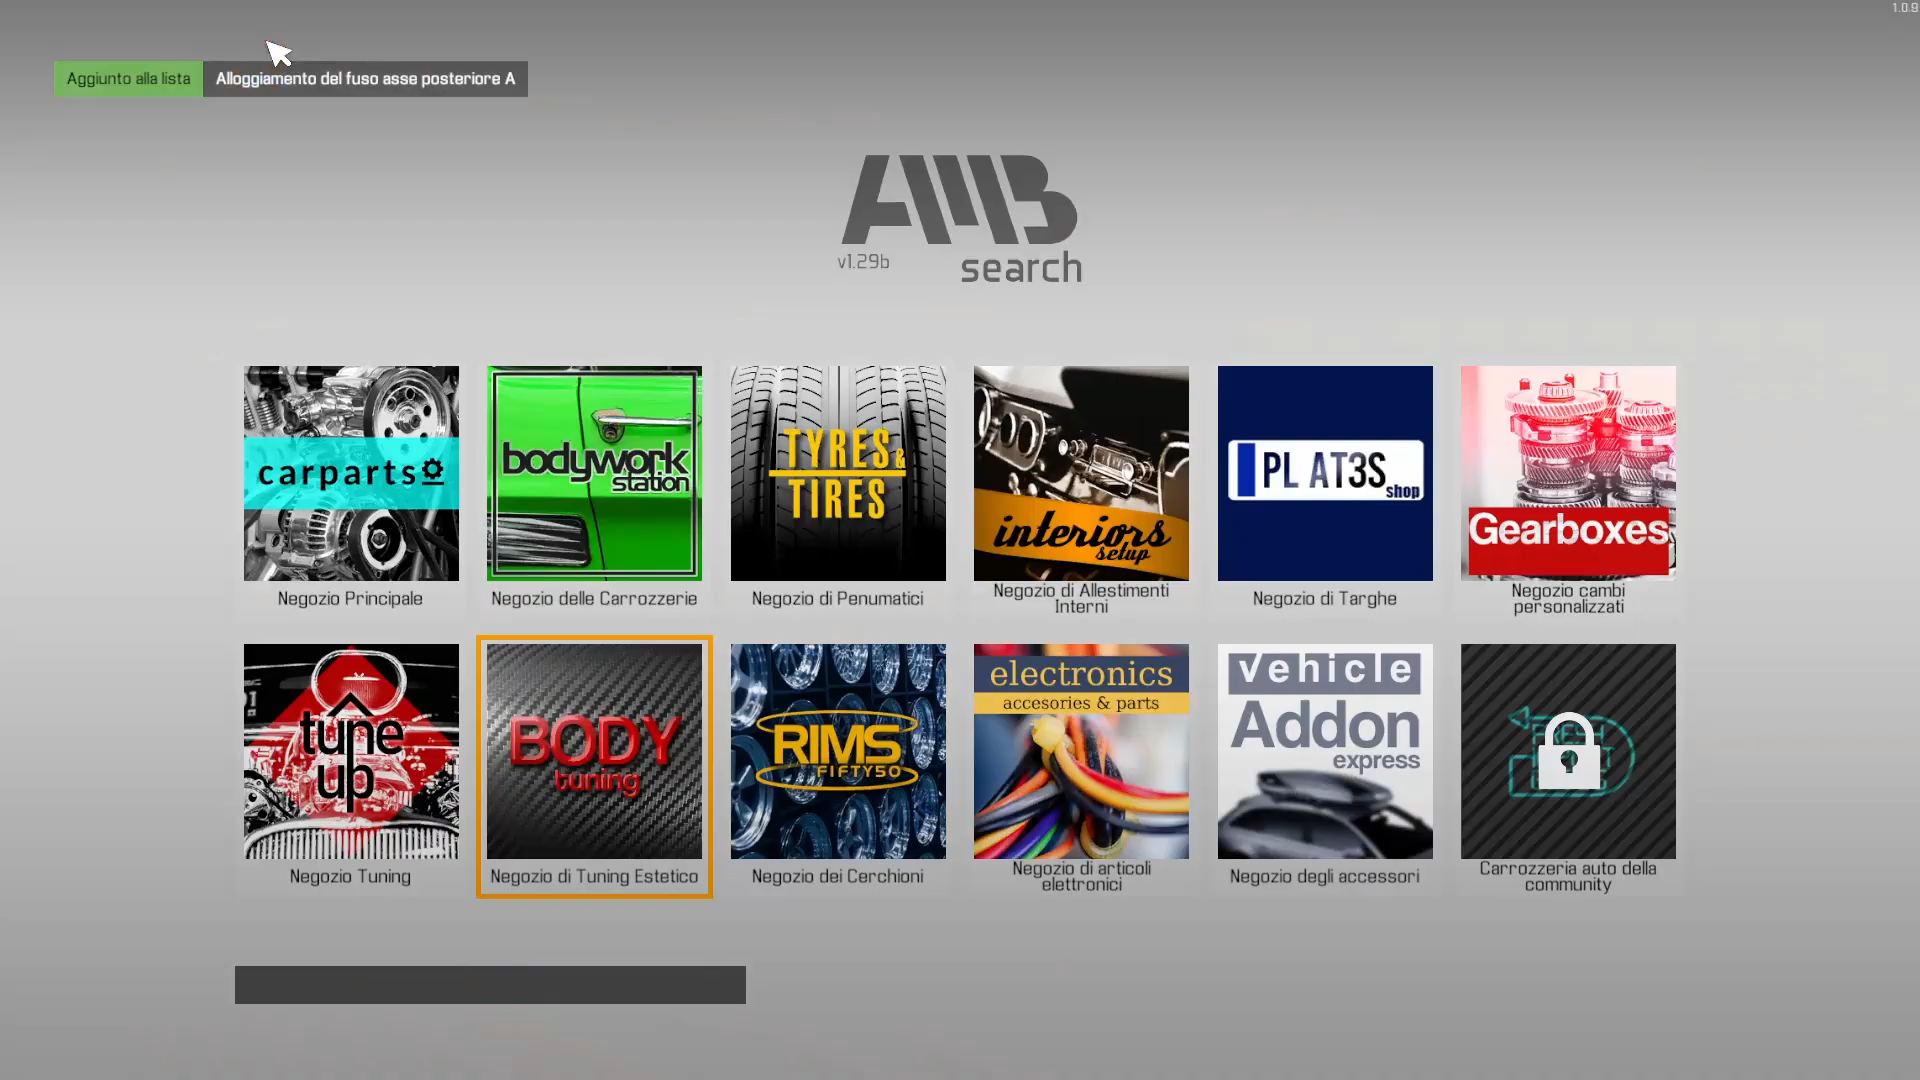 1.0.9
Aggiunto alla lista Alloggiamento del fuso asse posteriore A
AMB
v1.29b search
carparts
bodywork
station
TYRES &
TIRES
interiors
setup
PL AT3S
shop
Gearboxes
Negozio Principale
Negozio delle Carrozzerie
Negozio di Penumatici
Negozio di Allestimenti
Interni
Negozio di Targhe
Negozio cambi
personalizzati
tune
up
BODY
tuning
RIMS
FIFTY50
electronics
accesories & parts
vehicle
Addon
express
Negozio Tuning
Negozio di Tuning Estetico
Negozio dei Cerchioni
Negozio di articoli
elettronici
Negozio degli accessori
Carrozzeria auto della
community